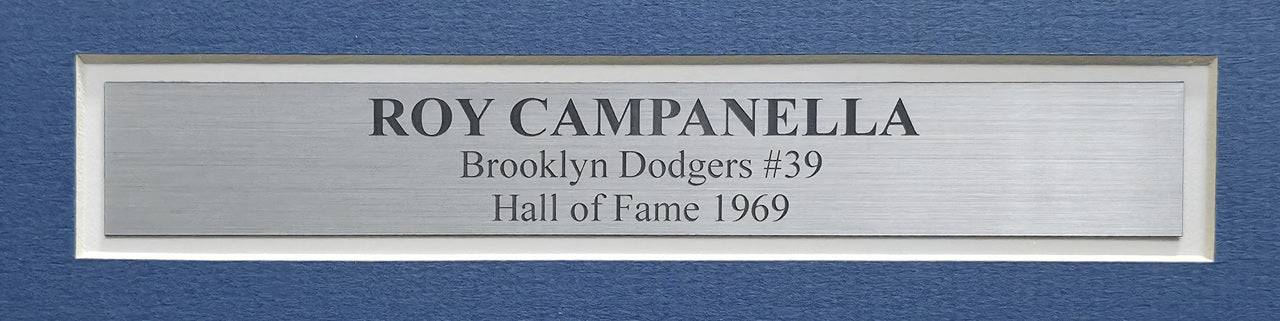 ROY CAMPANELLA
Brooklyn Dodgers #39
Hall of Fame 1969